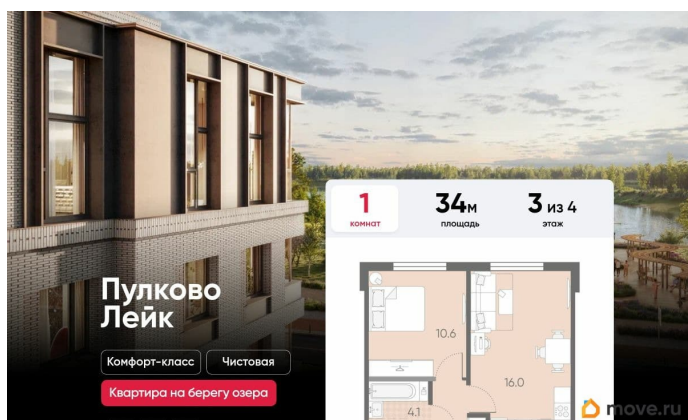 1
комнат
34м
площадь
3 из 4
этаж
Пулково
Лейк
Комфорт-класс
Чистовая
Квартира на берегу озера
10.6
16.0
4.1
move.ru